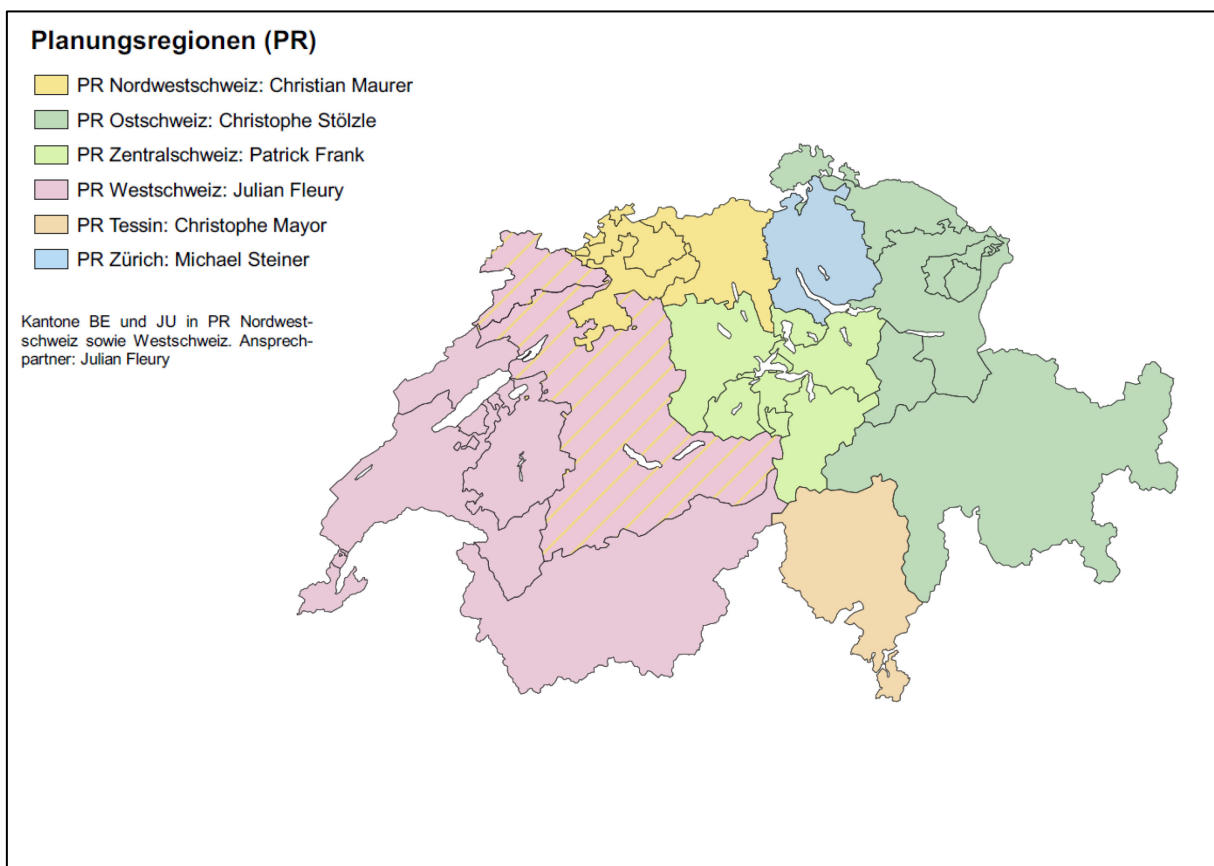 Planungsregionen (PR)
PR Nordwestschweiz: Christian Maurer
PR Ostschweiz: Christophe Stölzle
PR Zentralschweiz: Patrick Frank
PR Westschweiz: Julian Fleury
PR Tessin: Christophe Mayor
PR Zürich: Michael Steiner
Kantone BE und JU in PR Nordwest-
schweiz sowie Westschweiz. Ansprech-
partner: Julian Fleury